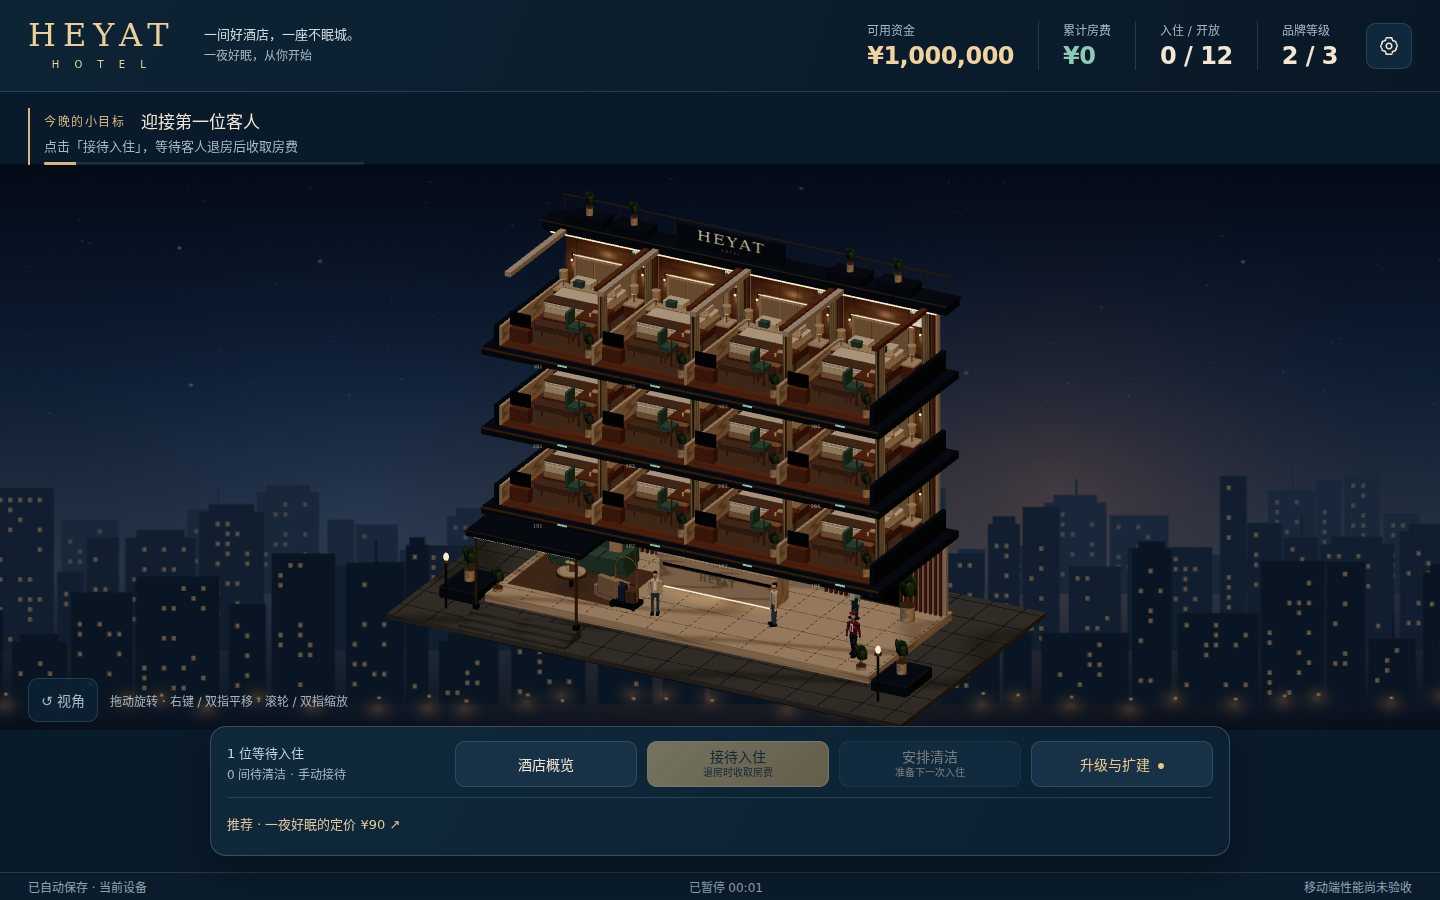 HEYAT
HOTEL
一间好酒店，一座不眠城。
一夜好眠，从你开始
可用资金
¥1,000,000
累计房费
¥0
入住 / 开放
0 / 12
品牌等级
2 / 3
今晚的小目标 迎接第一位客人
点击「接待入住」，等待客人退房后收取房费
HEYAT
HEYAT
↺ 视角
拖动旋转 · 右键 / 双指平移 · 滚轮 / 双指缩放
1 位等待入住
0 间待清洁 · 手动接待
酒店概览
接待入住
退房时收取房费
安排清洁
准备下一次入住
升级与扩建
推荐 · 一夜好眠的定价 ¥90 ↗
已自动保存 · 当前设备
已暂停 00:01
移动端性能尚未验收